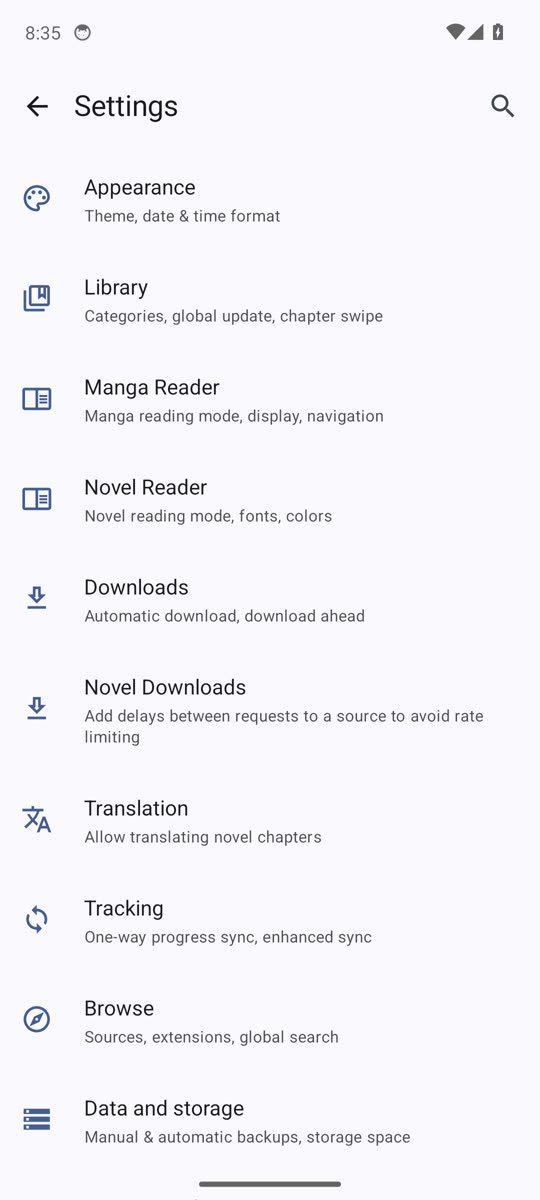 8:35
Settings
Appearance
Theme, date & time format
Library
Categories, global update, chapter swipe
Manga Reader
Manga reading mode, display, navigation
Novel Reader
Novel reading mode, fonts, colors
Downloads
Automatic download, download ahead
Novel Downloads
Add delays between requests to a source to avoid rate
limiting
Translation
Allow translating novel chapters
Tracking
One-way progress sync, enhanced sync
Browse
Sources, extensions, global search
Data and storage
Manual & automatic backups, storage space